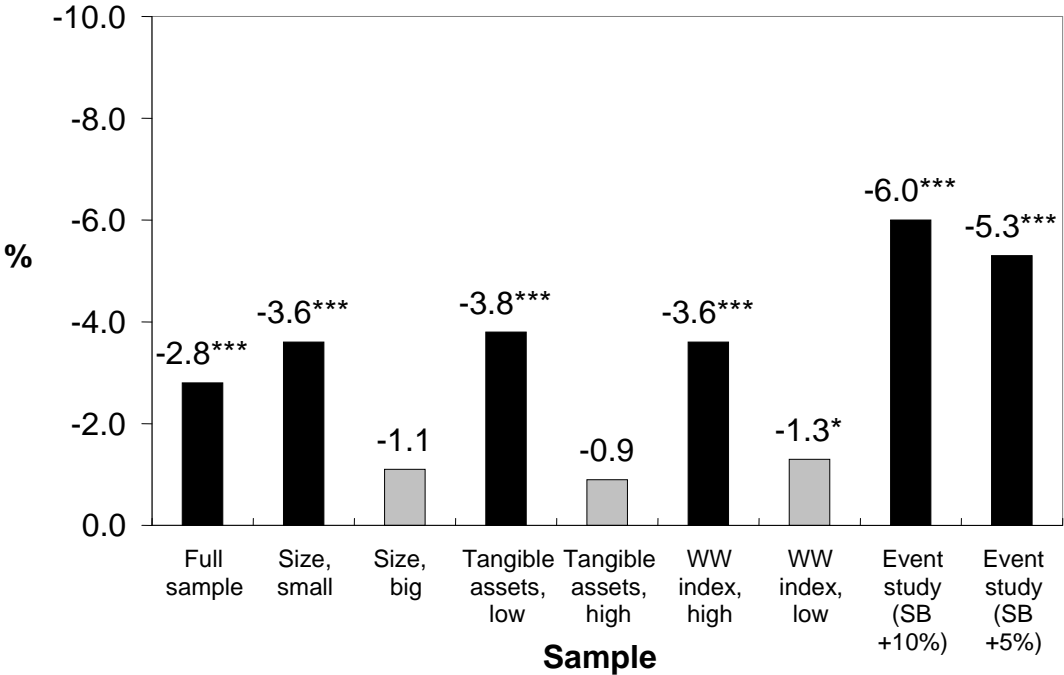 -10.0
-8.0
-6.0
-4.0
-2.0
0.0
%
-2.8***
-3.6***
-1.1
-3.8***
-0.9
-3.6***
-1.3*
-6.0***
-5.3***
Full
sample
Size,
small
Size,
big
Tangible
assets,
low
Tangible
assets,
high
WW
index,
high
WW
index,
low
Event
study
(SB
+10%)
Event
study
(SB
+5%)
Sample